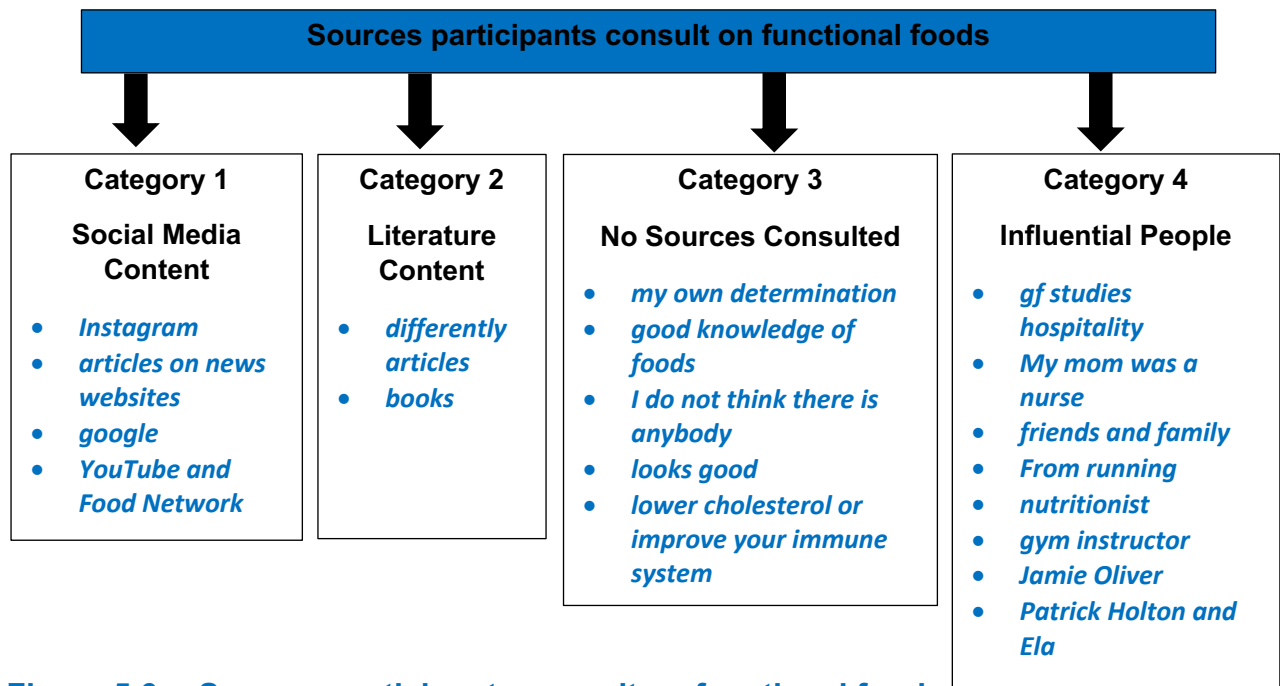 Sources participants consult on functional foods
Category 1
Social Media
Content
• Instagram
• articles on news
websites
• google
• YouTube and
Food Network
Category 2
Literature
Content
• differently
articles
• books
Category 3
No Sources Consulted
• my own determination
• good knowledge of
foods
• I do not think there is
anybody
• looks good
• lower cholesterol or
improve your immune
system
Category 4
Influential People
• gf studies
hospitality
• My mom was a
nurse
• friends and family
• From running
• nutritionist
• gym instructor
• Jamie Oliver
• Patrick Holton and
Ela